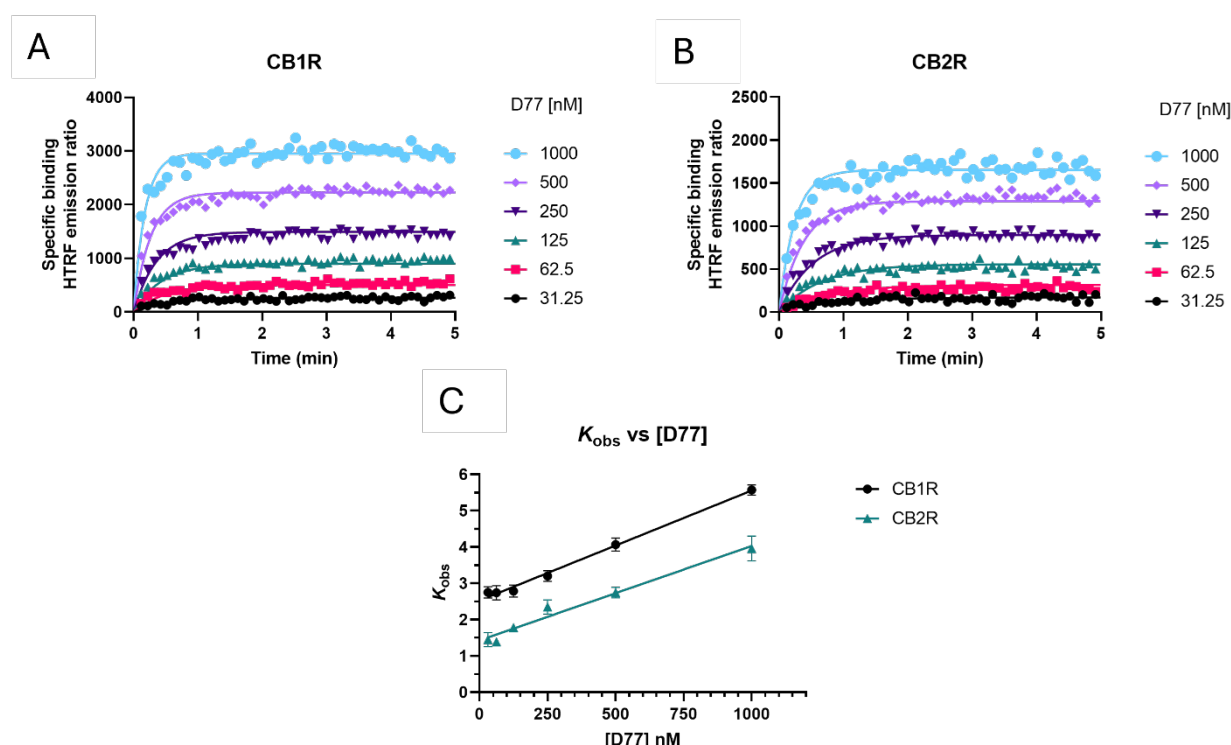 A
CB1R
Specific binding
HTRF emission ratio
4000
3000
2000
1000
0
0 1 2 3 4 5
Time (min)
D77 [nM]
1000
500
250
125
62.5
31.25
B
CB2R
Specific binding
HTRF emission ratio
2500
2000
1500
1000
500
0
0 1 2 3 4 5
Time (min)
D77 [nM]
1000
500
250
125
62.5
31.25
C
Kobs vs [D77]
Kobs
6
5
4
3
2
1
0
0 250 500 750 1000
[D77] nM
CB1R
CB2R